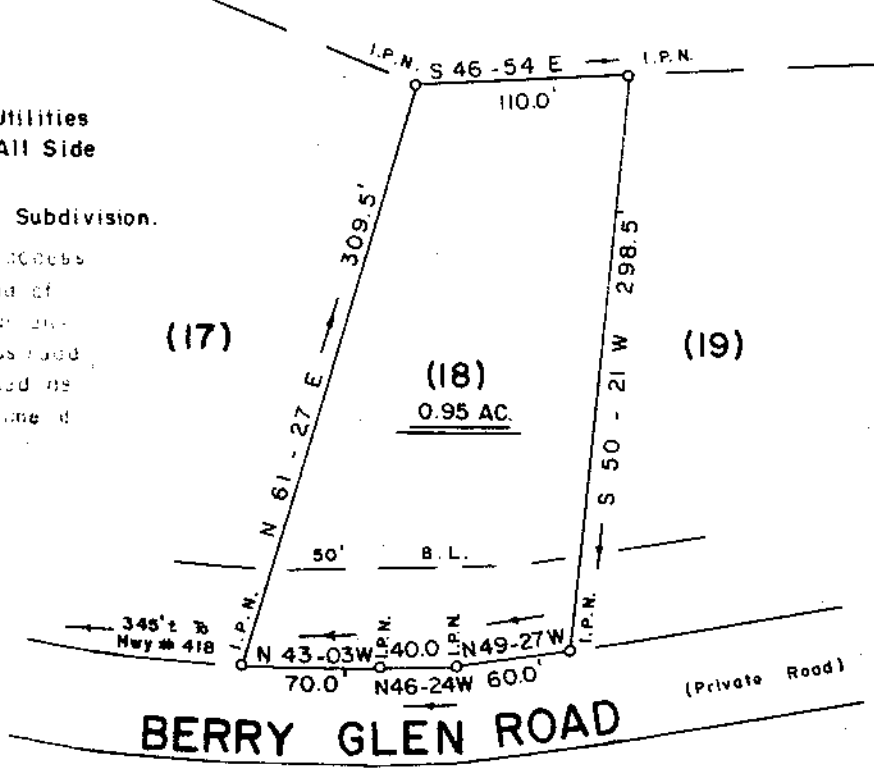 I.P.N. S 46-54 E I.P.N.
110.0'
Utilities
All Side
Subdivision.
309.5'
298.5'
(17)
(18)
(19)
0.95 AC.
N 61 - 27 E
S 50 - 21 W
50' B.L.
345'± To
Hwy # 418
I.P.N.
N 43-03W
I.P.N.
40.0
I.P.N.
N49-27W
I.P.N.
70.0'
N46-24W
60.0'
(Private Road)
BERRY GLEN ROAD